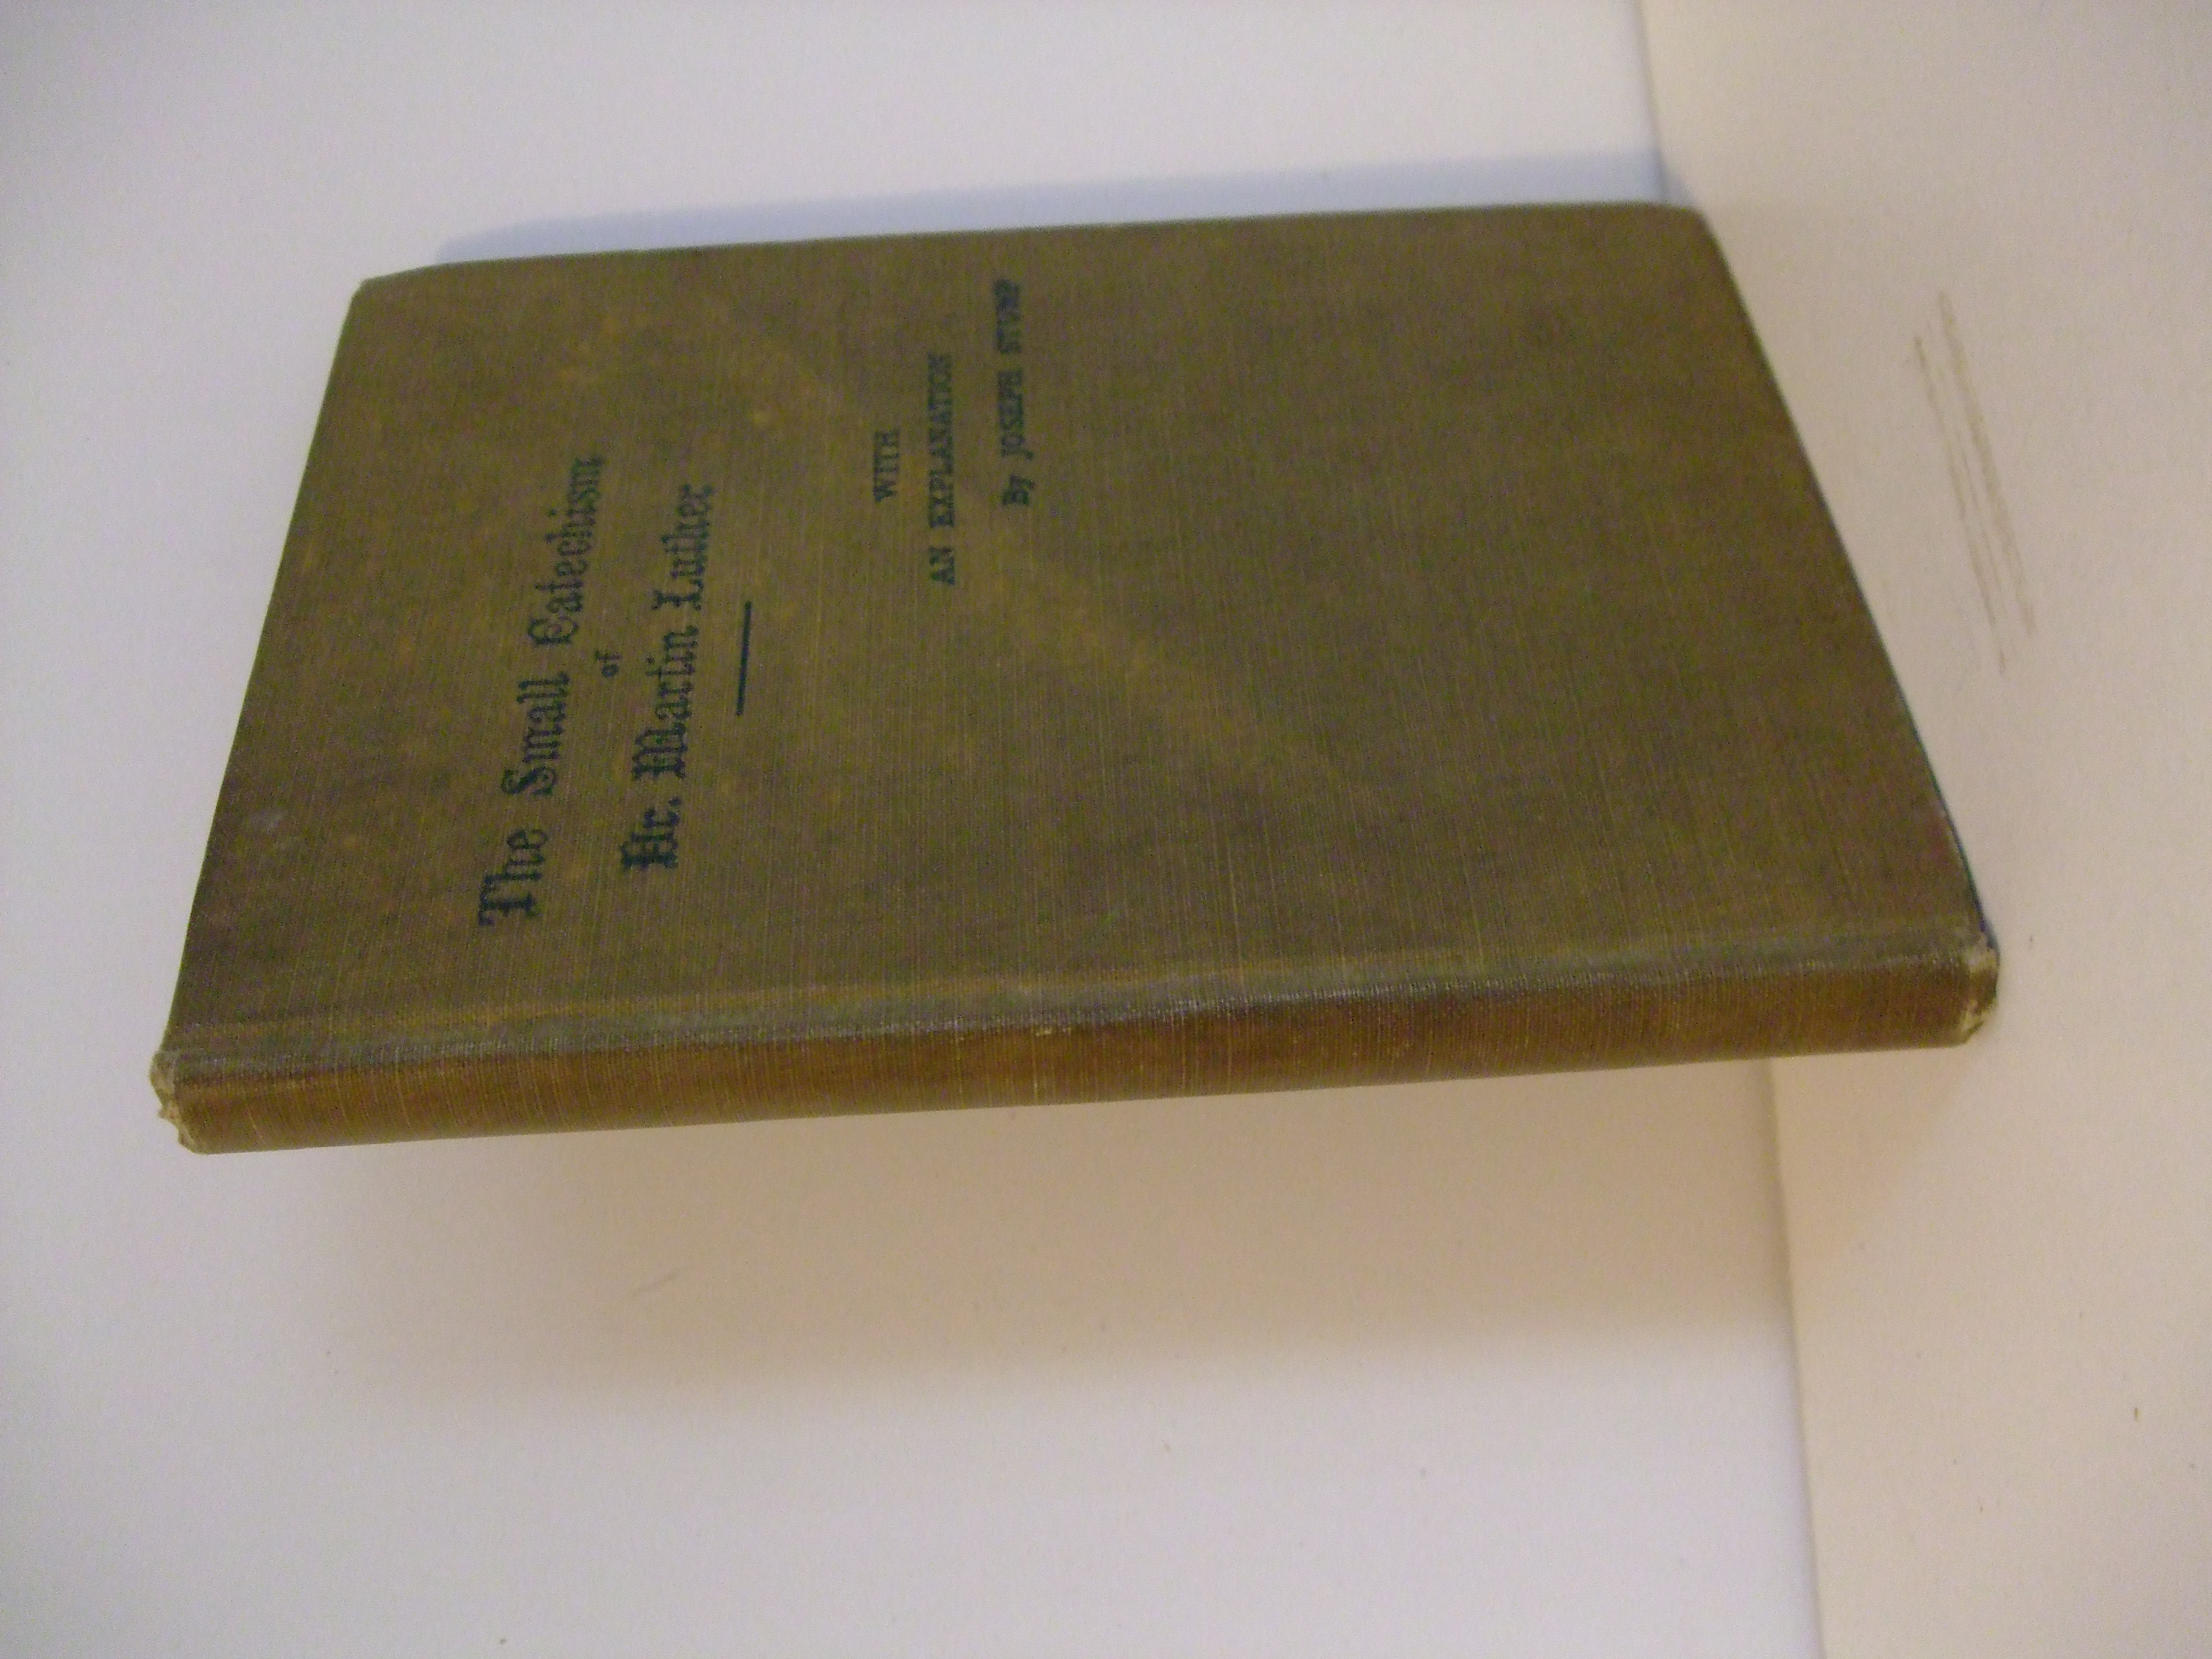 The Small Catechism
of
Dr. Martin Luther
WITH
AN EXPLANATION
By JOSEPH STUMP